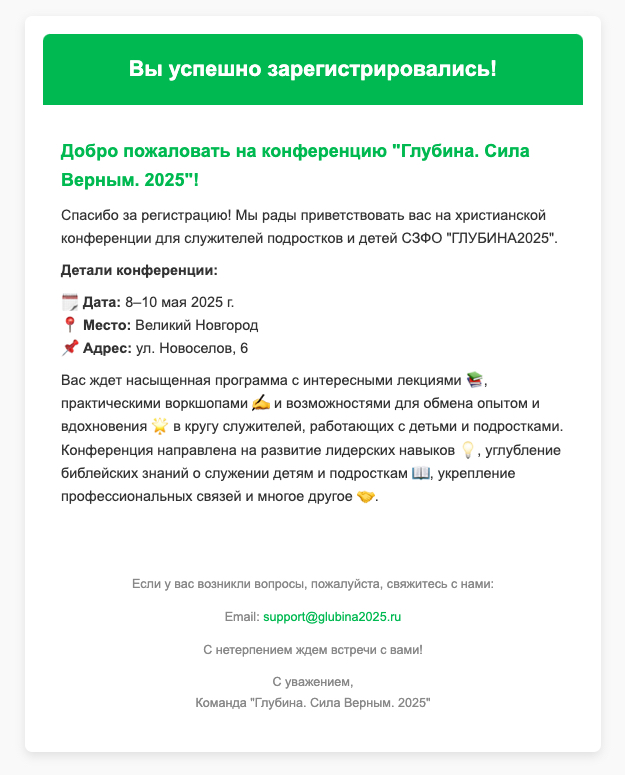 Вы успешно зарегистрировались!
Добро пожаловать на конференцию "Глубина. Сила
Верным. 2025"!
Спасибо за регистрацию! Мы рады приветствовать вас на христианской
конференции для служителей подростков и детей СЗФО "ГЛУБИНА2025".
Детали конференции:
🗓️ Дата: 8–10 мая 2025 г.
📍 Место: Великий Новгород
📌 Адрес: ул. Новоселов, 6
Вас ждет насыщенная программа с интересными лекциями 📚,
практическими воркшопами ✍️ и возможностями для обмена опытом и
вдохновения 🌟 в кругу служителей, работающих с детьми и подростками.
Конференция направлена на развитие лидерских навыков 💡, углубление
библейских знаний о служении детям и подросткам 📖, укрепление
профессиональных связей и многое другое 🤝.
Если у вас возникли вопросы, пожалуйста, свяжитесь с нами:
Email: support@glubina2025.ru
С нетерпением ждем встречи с вами!
С уважением,
Команда "Глубина. Сила Верным. 2025"